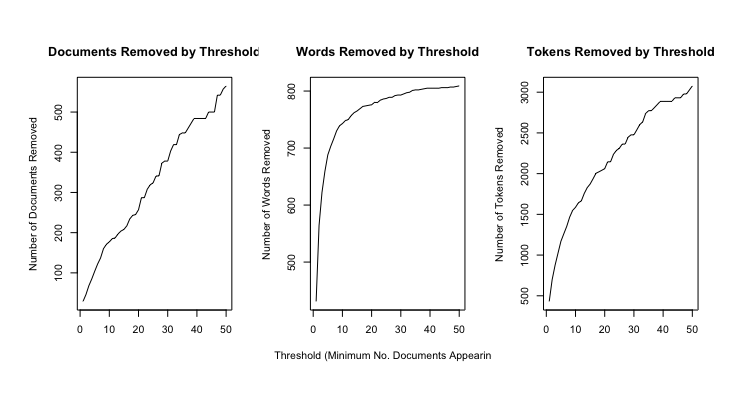 Documents Removed by Threshold
Words Removed by Threshold
Tokens Removed by Threshold
Number of Documents Removed
100 200 300 400 500
0 10 20 30 40 50
Number of Words Removed
500 600 700 800
0 10 20 30 40 50
Number of Tokens Removed
500 1000 1500 2000 2500 3000
0 10 20 30 40 50
Threshold (Minimum No. Documents Appearin